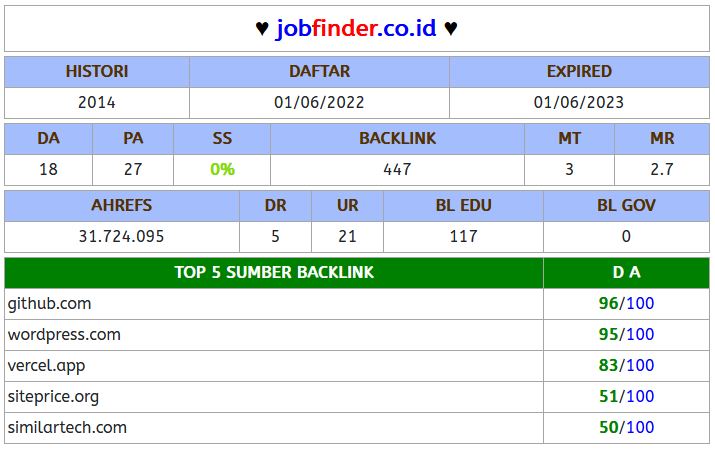 ♥ jobfinder.co.id ♥
HISTORI DAFTAR EXPIRED
2014 01/06/2022 01/06/2023
DA PA SS BACKLINK MT MR
18 27 0% 447 3 2.7
AHREFS DR UR BL EDU BL GOV
31.724.095 5 21 117 0
TOP 5 SUMBER BACKLINK D A
github.com 96/100
wordpress.com 95/100
vercel.app 83/100
siteprice.org 51/100
similartech.com 50/100